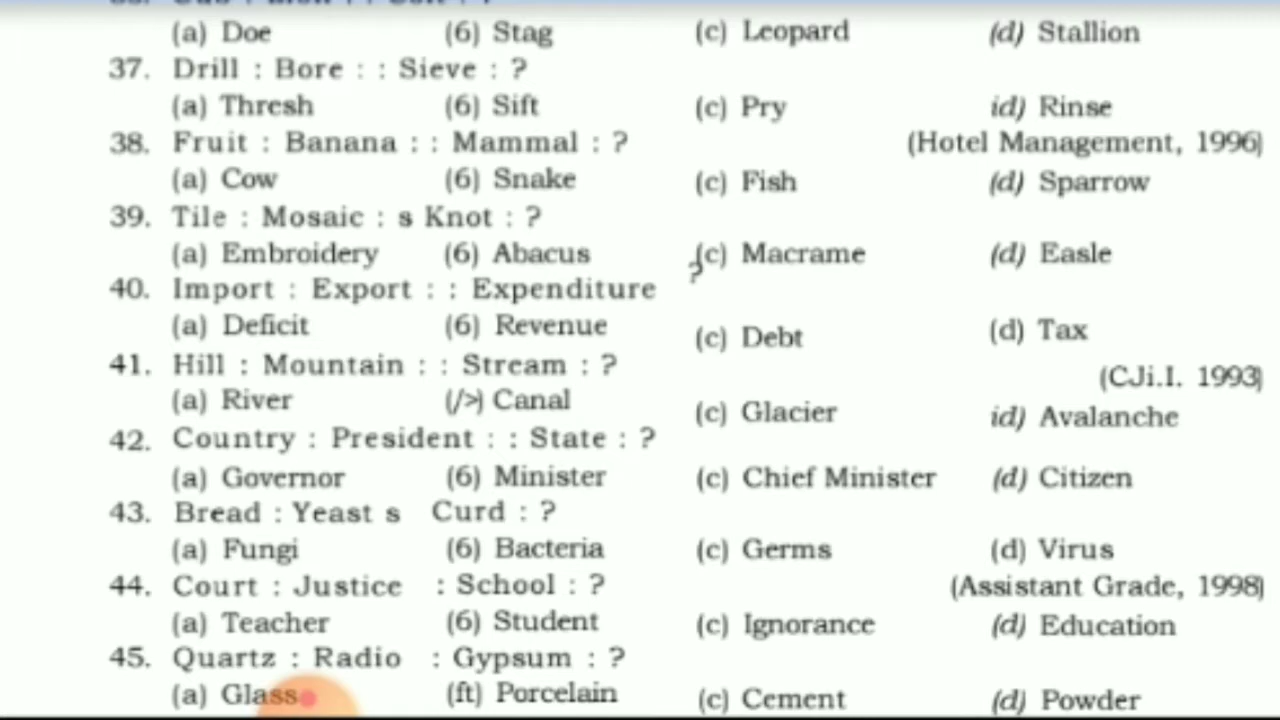 (a) Doe (6) Stag (c) Leopard (d) Stallion
37. Drill : Bore : : Sieve : ?
(a) Thresh (6) Sift (c) Pry id) Rinse
38. Fruit : Banana : : Mammal : ? (Hotel Management, 1996)
(a) Cow (6) Snake (c) Fish (d) Sparrow
39. Tile : Mosaic : s Knot : ?
(a) Embroidery (6) Abacus (c) Macrame (d) Easle
40. Import : Export : : Expenditure ?
(a) Deficit (6) Revenue (c) Debt (d) Tax
41. Hill : Mountain : : Stream : ? (CJi.I. 1993)
(a) River (/>) Canal (c) Glacier id) Avalanche
42. Country : President : : State : ?
(a) Governor (6) Minister (c) Chief Minister (d) Citizen
43. Bread : Yeast s Curd : ?
(a) Fungi (6) Bacteria (c) Germs (d) Virus
44. Court : Justice : School : ? (Assistant Grade, 1998)
(a) Teacher (6) Student (c) Ignorance (d) Education
45. Quartz : Radio : Gypsum : ?
(a) Glass (ft) Porcelain (c) Cement (d) Powder